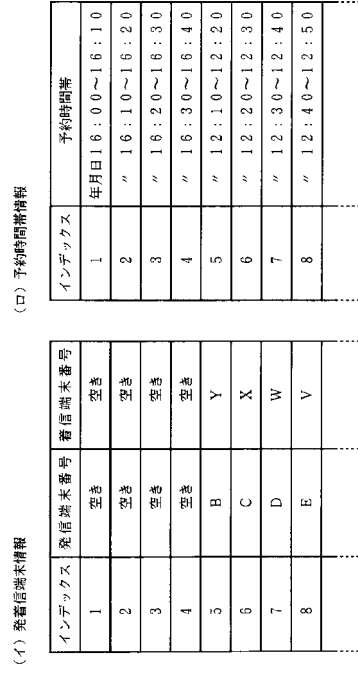 (イ) 発着信端末情報
インデックス 発信端末番号 着信端末番号
1 空き 空き
2 空き 空き
3 空き 空き
4 空き 空き
5 B Y
6 C X
7 D W
8 E V
(ロ) 予約時間帯情報
インデックス 予約時間帯
1 年月日16:00~16:10
2 〃 16:10~16:20
3 〃 16:20~16:30
4 〃 16:30~16:40
5 〃 12:10~12:20
6 〃 12:20~12:30
7 〃 12:30~12:40
8 〃 12:40~12:50